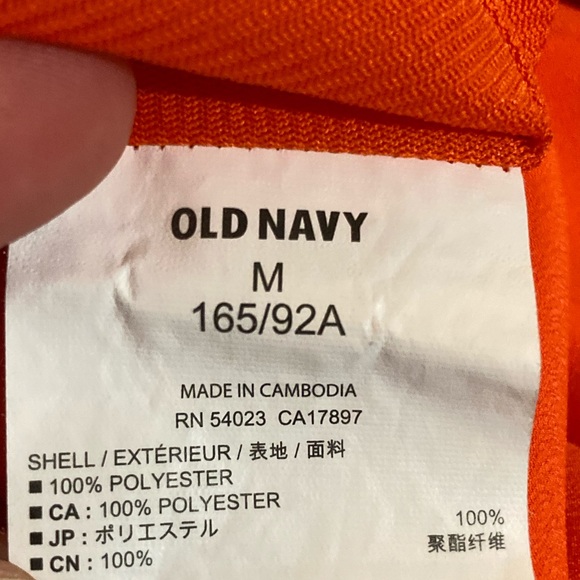 OLD NAVY
M
165/92A
MADE IN CAMBODIA
RN 54023 CA17897
SHELL / EXTÉRIEUR / 表地 / 面料
■ 100% POLYESTER
■ CA : 100% POLYESTER
■ JP : ポリエステル 100%
■ CN : 100% 聚酯纤维